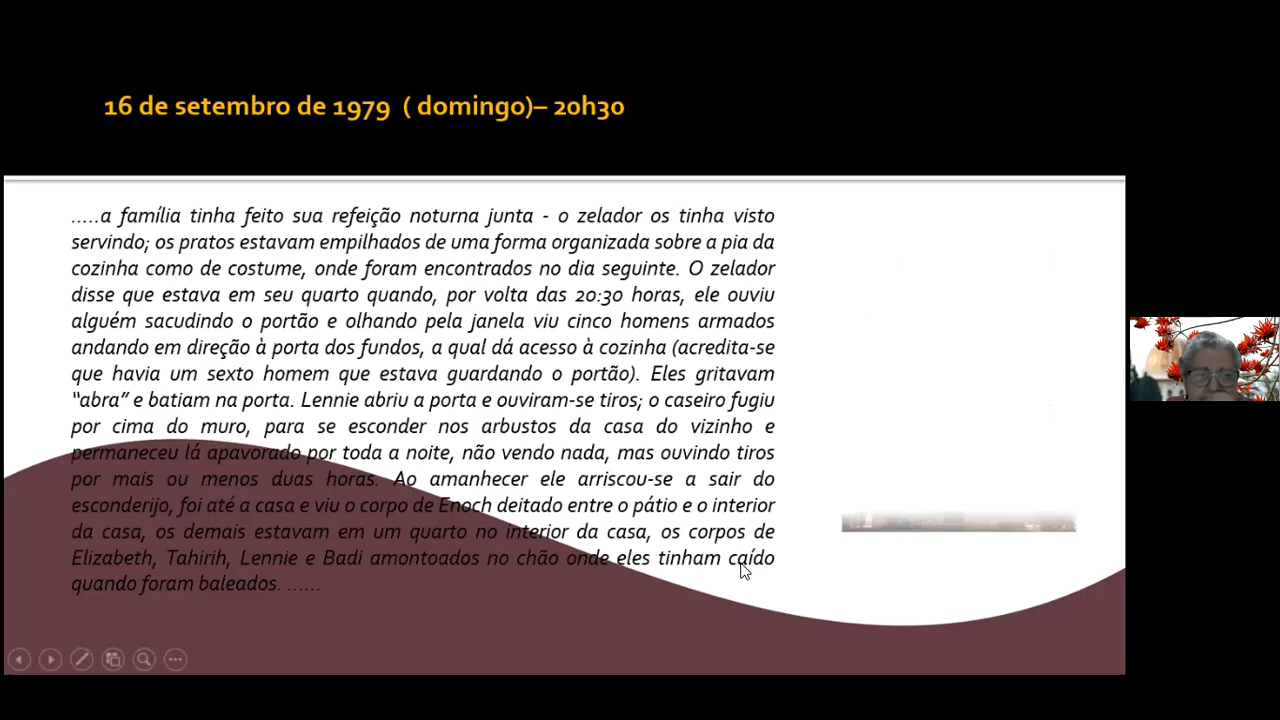 16 de setembro de 1979 ( domingo)– 20h30
.....a família tinha feito sua refeição noturna junta - o zelador os tinha visto
servindo; os pratos estavam empilhados de uma forma organizada sobre a pia da
cozinha como de costume, onde foram encontrados no dia seguinte. O zelador
disse que estava em seu quarto quando, por volta das 20:30 horas, ele ouviu
alguém sacudindo o portão e olhando pela janela viu cinco homens armados
andando em direção à porta dos fundos, a qual dá acesso à cozinha (acredita-se
que havia um sexto homem que estava guardando o portão). Eles gritavam
“abra” e batiam na porta. Lennie abriu a porta e ouviram-se tiros; o caseiro fugiu
por cima do muro, para se esconder nos arbustos da casa do vizinho e
permaneceu lá apavorado por toda a noite, não vendo nada, mas ouvindo tiros
por mais ou menos duas horas. Ao amanhecer ele arriscou-se a sair do
esconderijo, foi até a casa e viu o corpo de Enoch deitado entre o pátio e o interior
da casa, os demais estavam em um quarto no interior da casa, os corpos de
Elizabeth, Tahirih, Lennie e Badi amontoados no chão onde eles tinham caído
quando foram baleados. ......